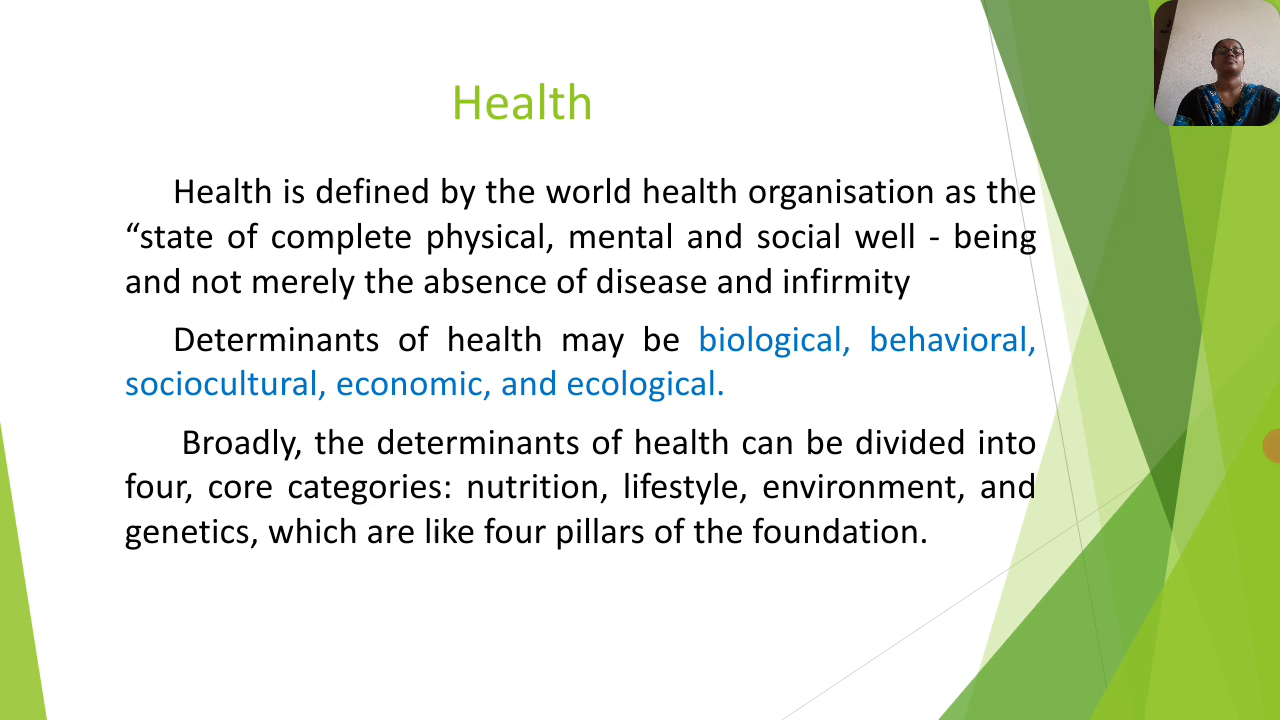 Health
Health is defined by the world health organisation as the
“state of complete physical, mental and social well - being
and not merely the absence of disease and infirmity
Determinants of health may be biological, behavioral,
sociocultural, economic, and ecological.
Broadly, the determinants of health can be divided into
four, core categories: nutrition, lifestyle, environment, and
genetics, which are like four pillars of the foundation.